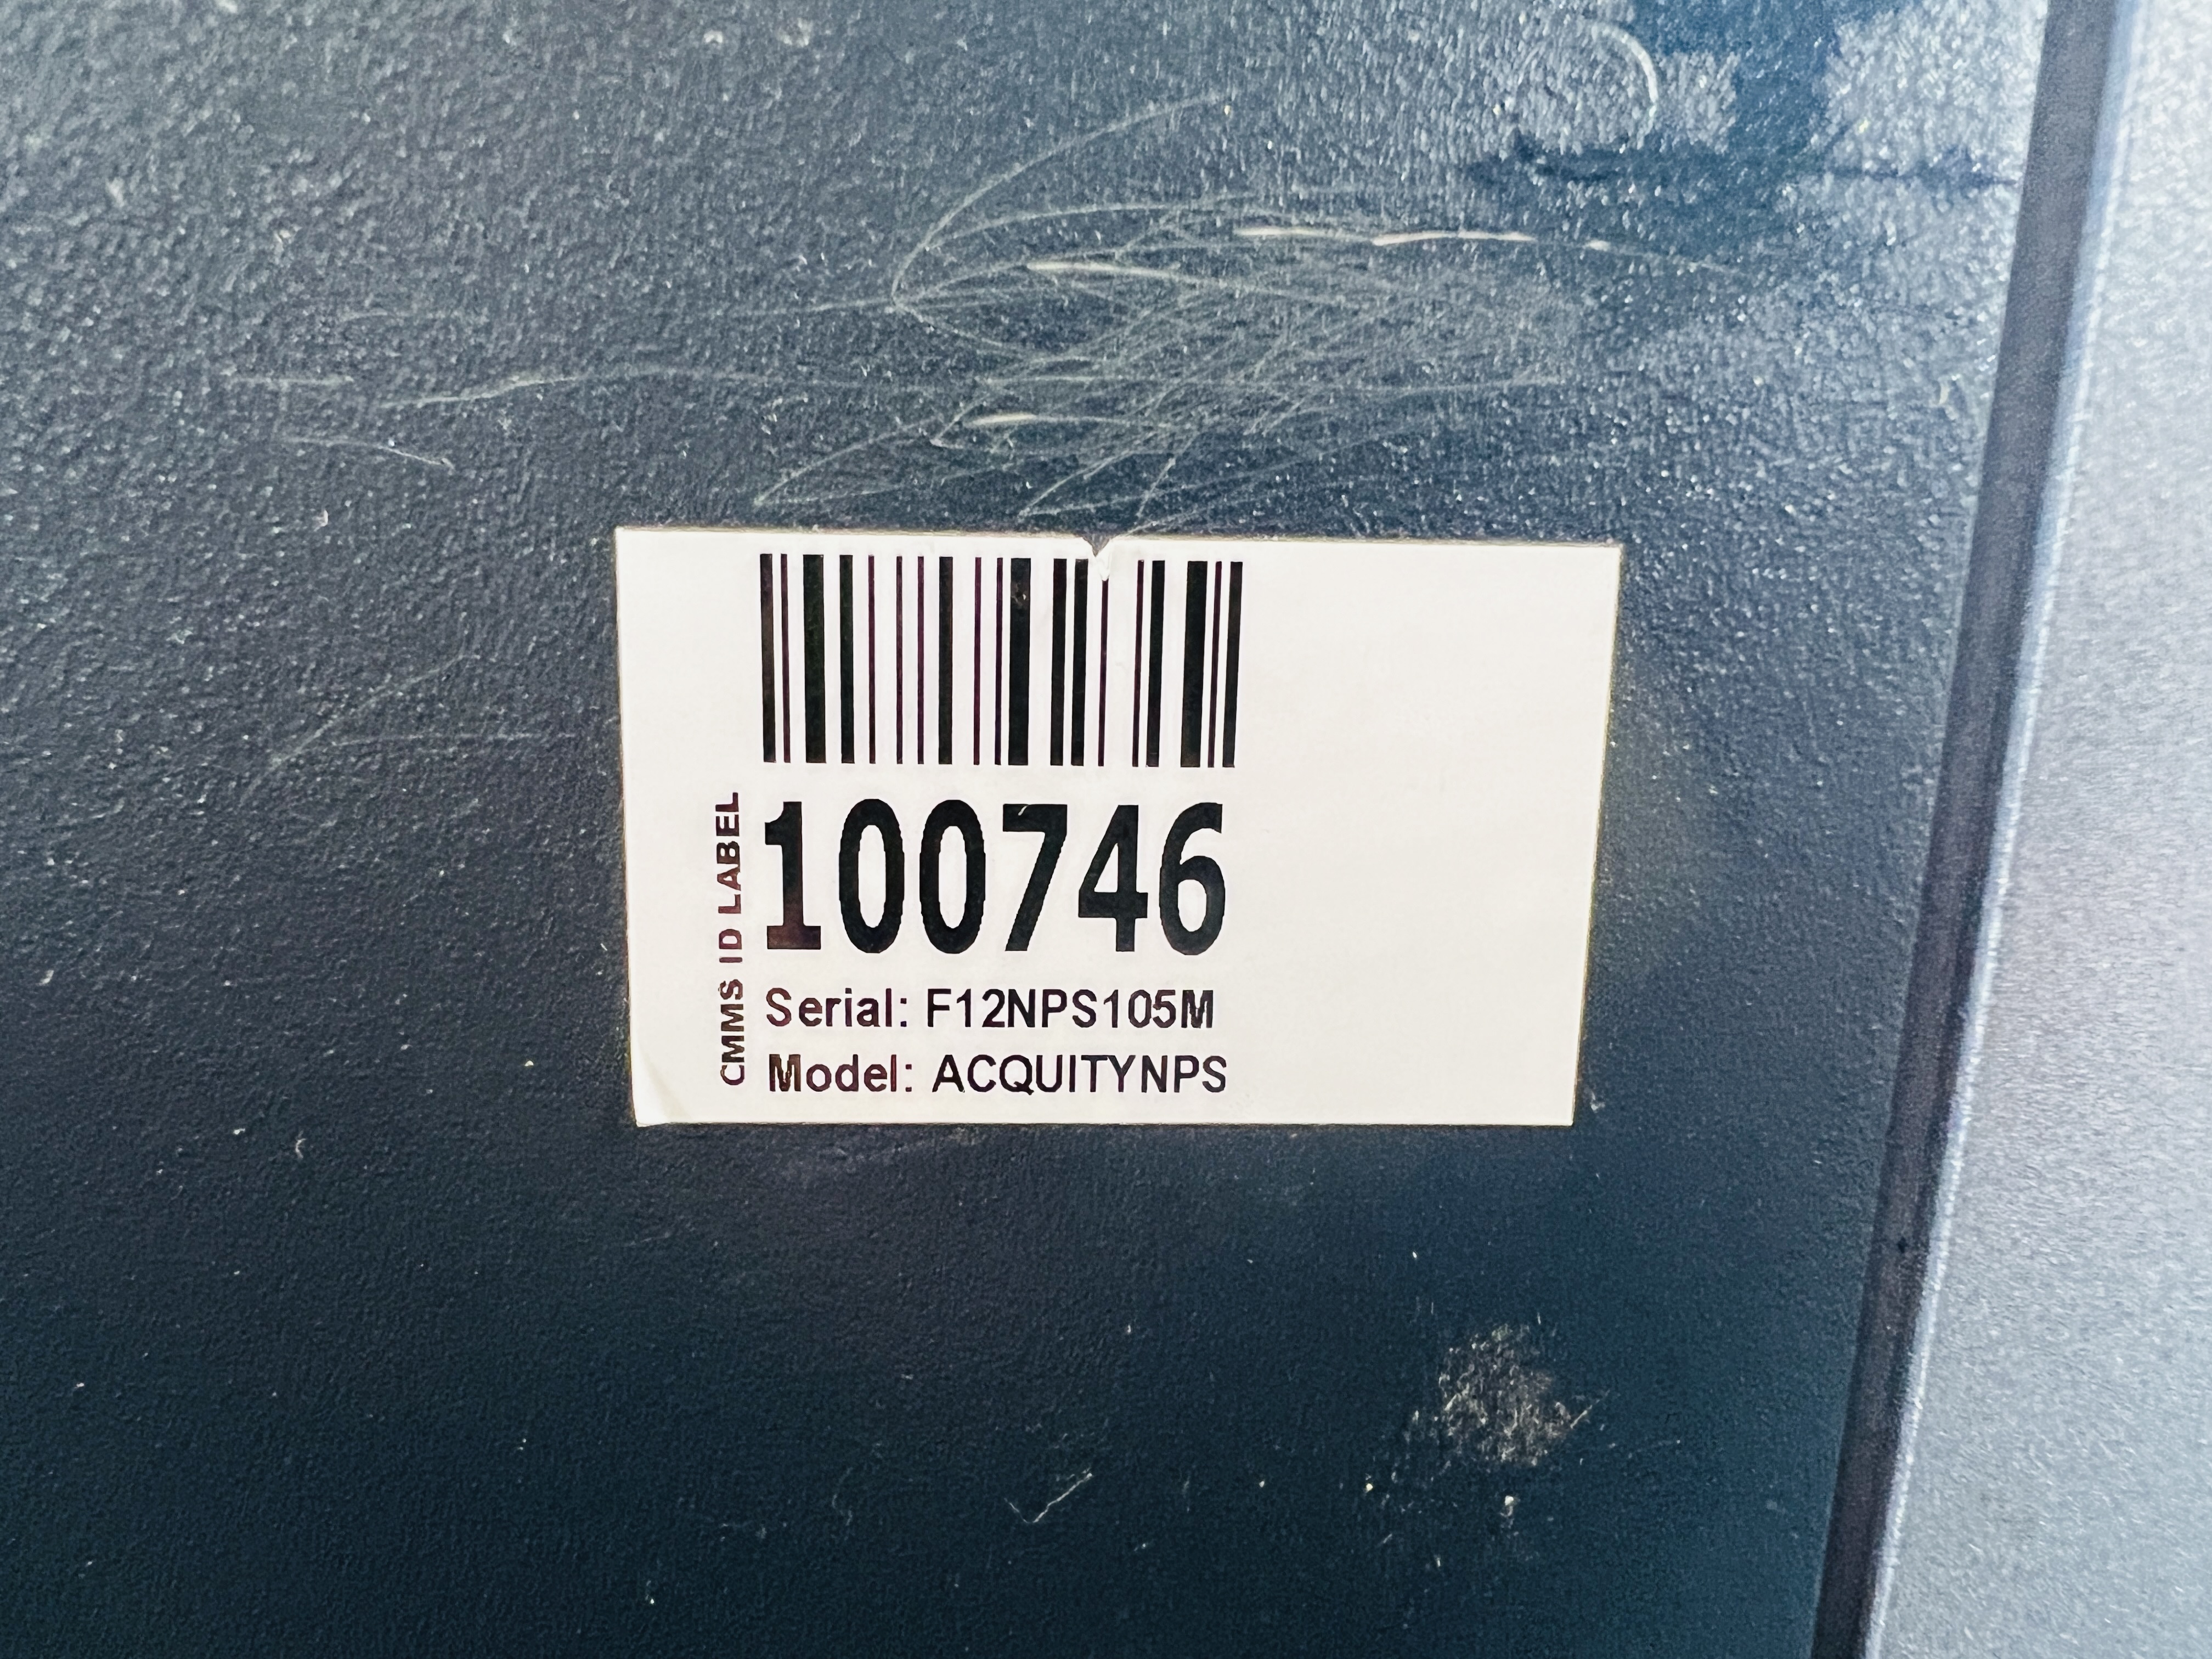 CMMS ID LABEL
100746
Serial: F12NPS105M
Model: ACQUITYNPS